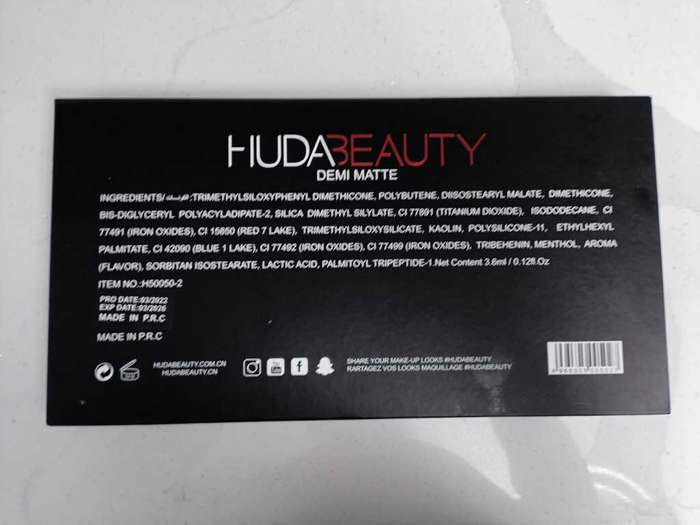 HUDABEAUTY
DEMI MATTE
INGREDIENTS/ :TRIMETHYLSILOXYPHENYL DIMETHICONE, POLYBUTENE, DIISOSTEARYL MALATE, DIMETHICONE,
BIS-DIGLYCERYL POLYACYLADIPATE-2, SILICA DIMETHYL SILYLATE, CI 77891 (TITANIUM DIOXIDE), ISODODECANE, CI
77491 (IRON OXIDES), CI 15850 (RED 7 LAKE), TRIMETHYLSILOXYSILICATE, KAOLIN, POLYSILICONE-11, ETHYLHEXYL
PALMITATE, CI 42090 (BLUE 1 LAKE), CI 77492 (IRON OXIDES), CI 77499 (IRON OXIDES), TRIBEHENIN, MENTHOL, AROMA
(FLAVOR), SORBITAN ISOSTEARATE, LACTIC ACID, PALMITOYL TRIPEPTIDE-1.Net Content 3.6ml / 0.12fl.Oz
ITEM NO.:H50050-2
PRO DATE:03/2022
EXP DATE:03/2026
MADE IN P.R.C
MADE IN P.R.C
HUDABEAUTY.COM.CN
HUDABEAUTY.CN
You Tube
f
SHARE YOUR MAKE-UP LOOKS #HUDABEAUTY
RARTAGEZ VOS LOOKS MAQUILLAGE #HUDABEAUTY